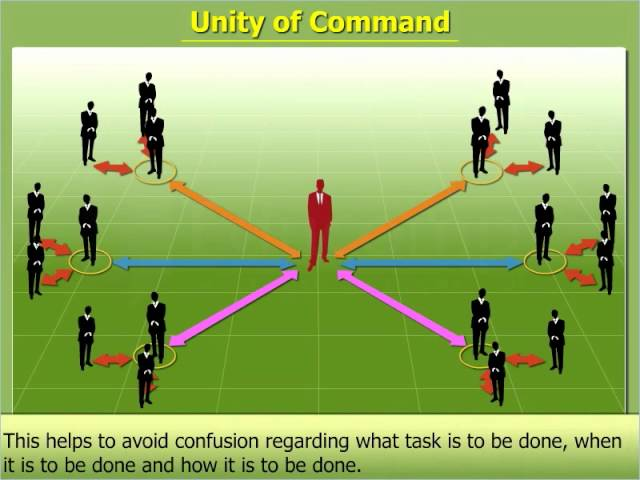 Unity of Command
This helps to avoid confusion regarding what task is to be done, when
it is to be done and how it is to be done.